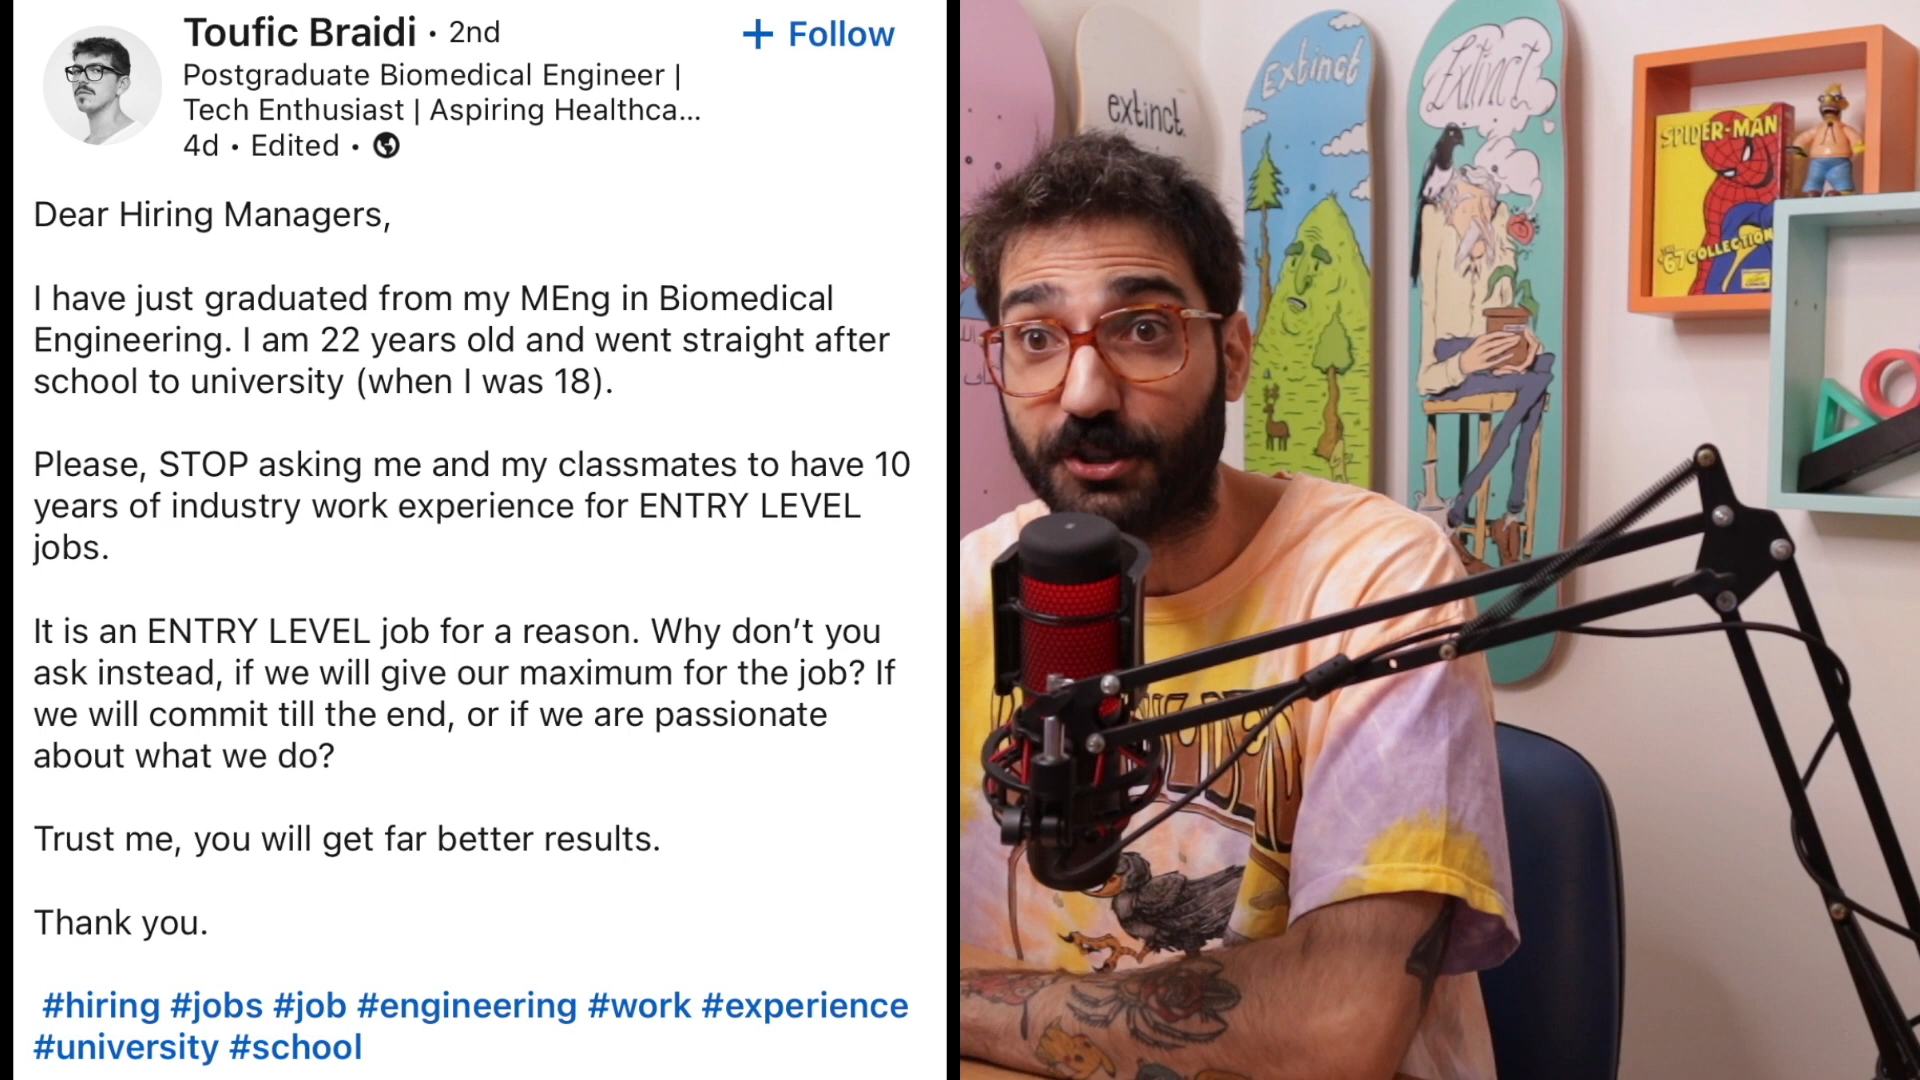 Toufic Braidi • 2nd
+ Follow
Postgraduate Biomedical Engineer |
Tech Enthusiast | Aspiring Healthca...
4d • Edited •
Dear Hiring Managers,
I have just graduated from my MEng in Biomedical
Engineering. I am 22 years old and went straight after
school to university (when I was 18).
Please, STOP asking me and my classmates to have 10
years of industry work experience for ENTRY LEVEL
jobs.
It is an ENTRY LEVEL job for a reason. Why don’t you
ask instead, if we will give our maximum for the job? If
we will commit till the end, or if we are passionate
about what we do?
Trust me, you will get far better results.
Thank you.
#hiring #jobs #job #engineering #work #experience
#university #school
extinct.
Extinct
Extinct
SPIDER-MAN
'67 COLLECTION